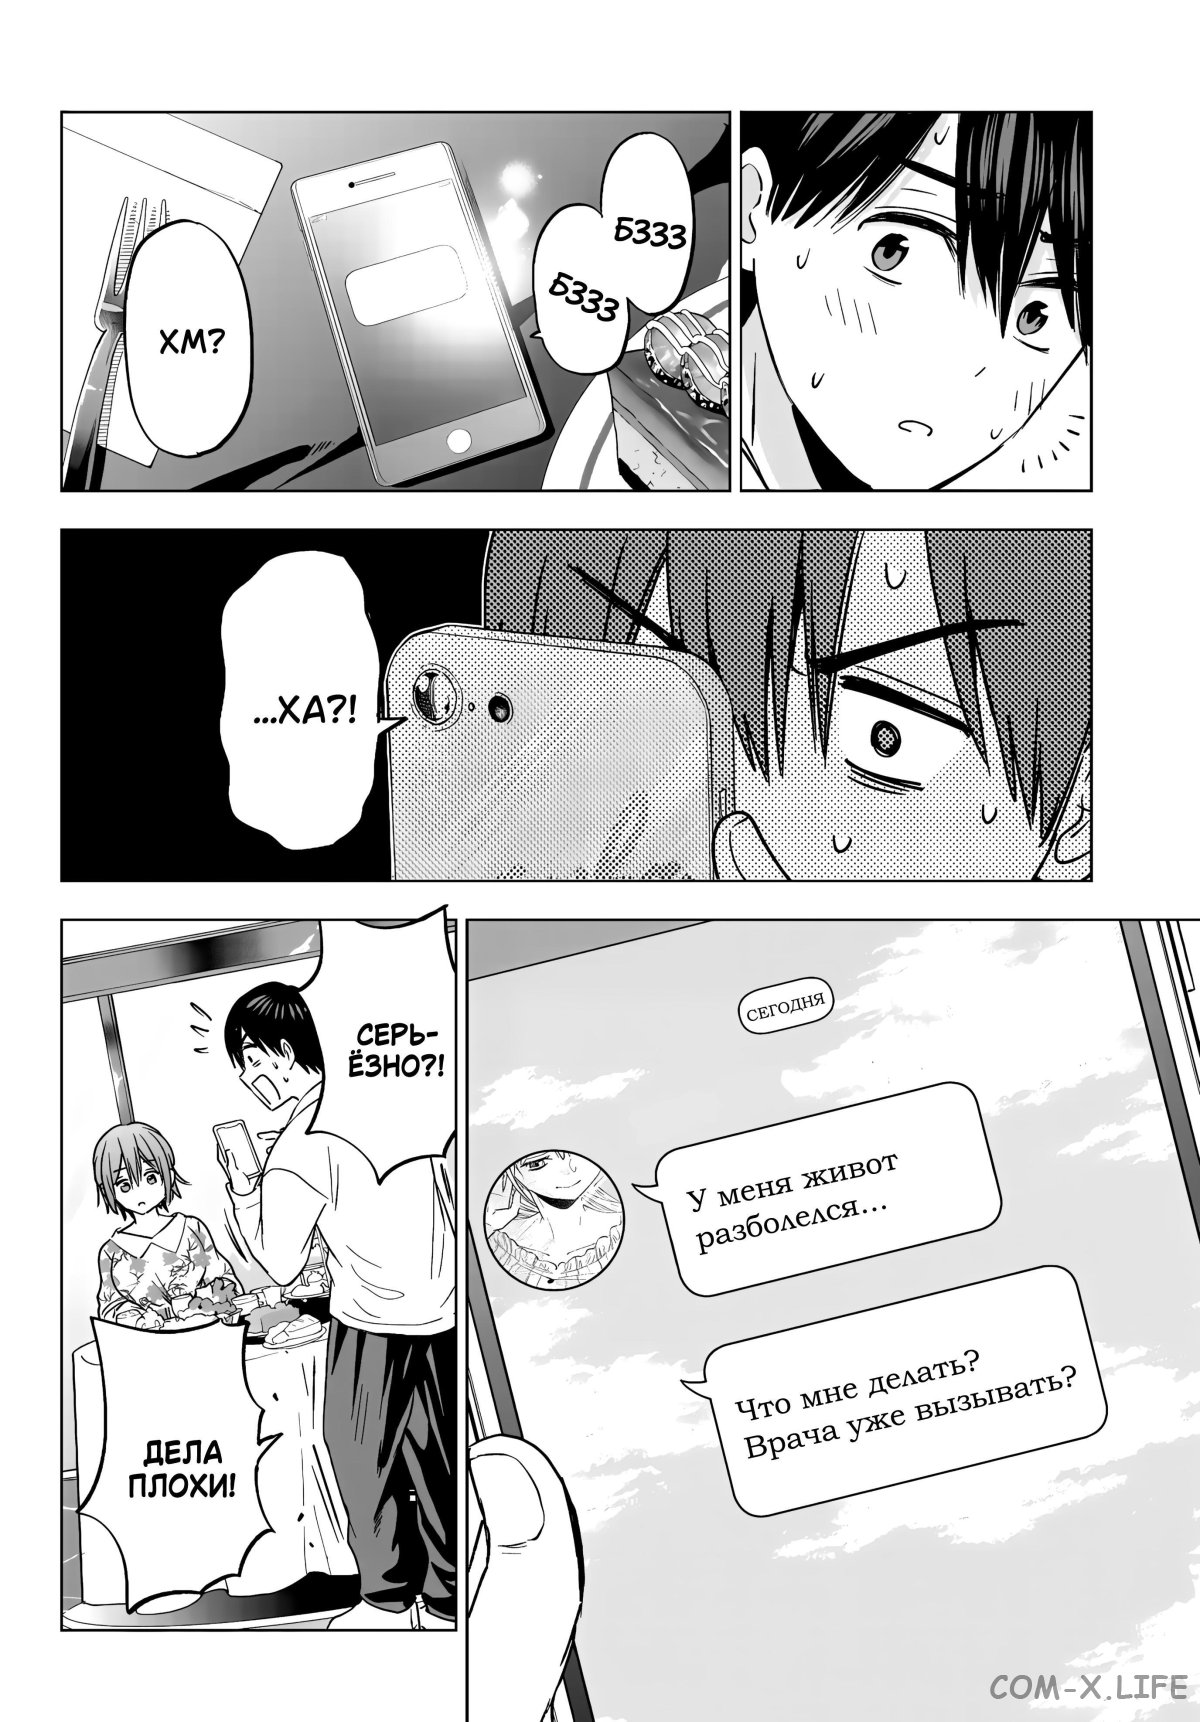 БЗЗЗ
БЗЗЗ
ХМ?
...ХА?!
СЕГОДНЯ
У меня живот
разболелся...
Что мне делать?
Врача уже вызывать?
СЕРЬ-
ЁЗНО?!
ДЕЛА
ПЛОХИ!
COM-X.LIFE